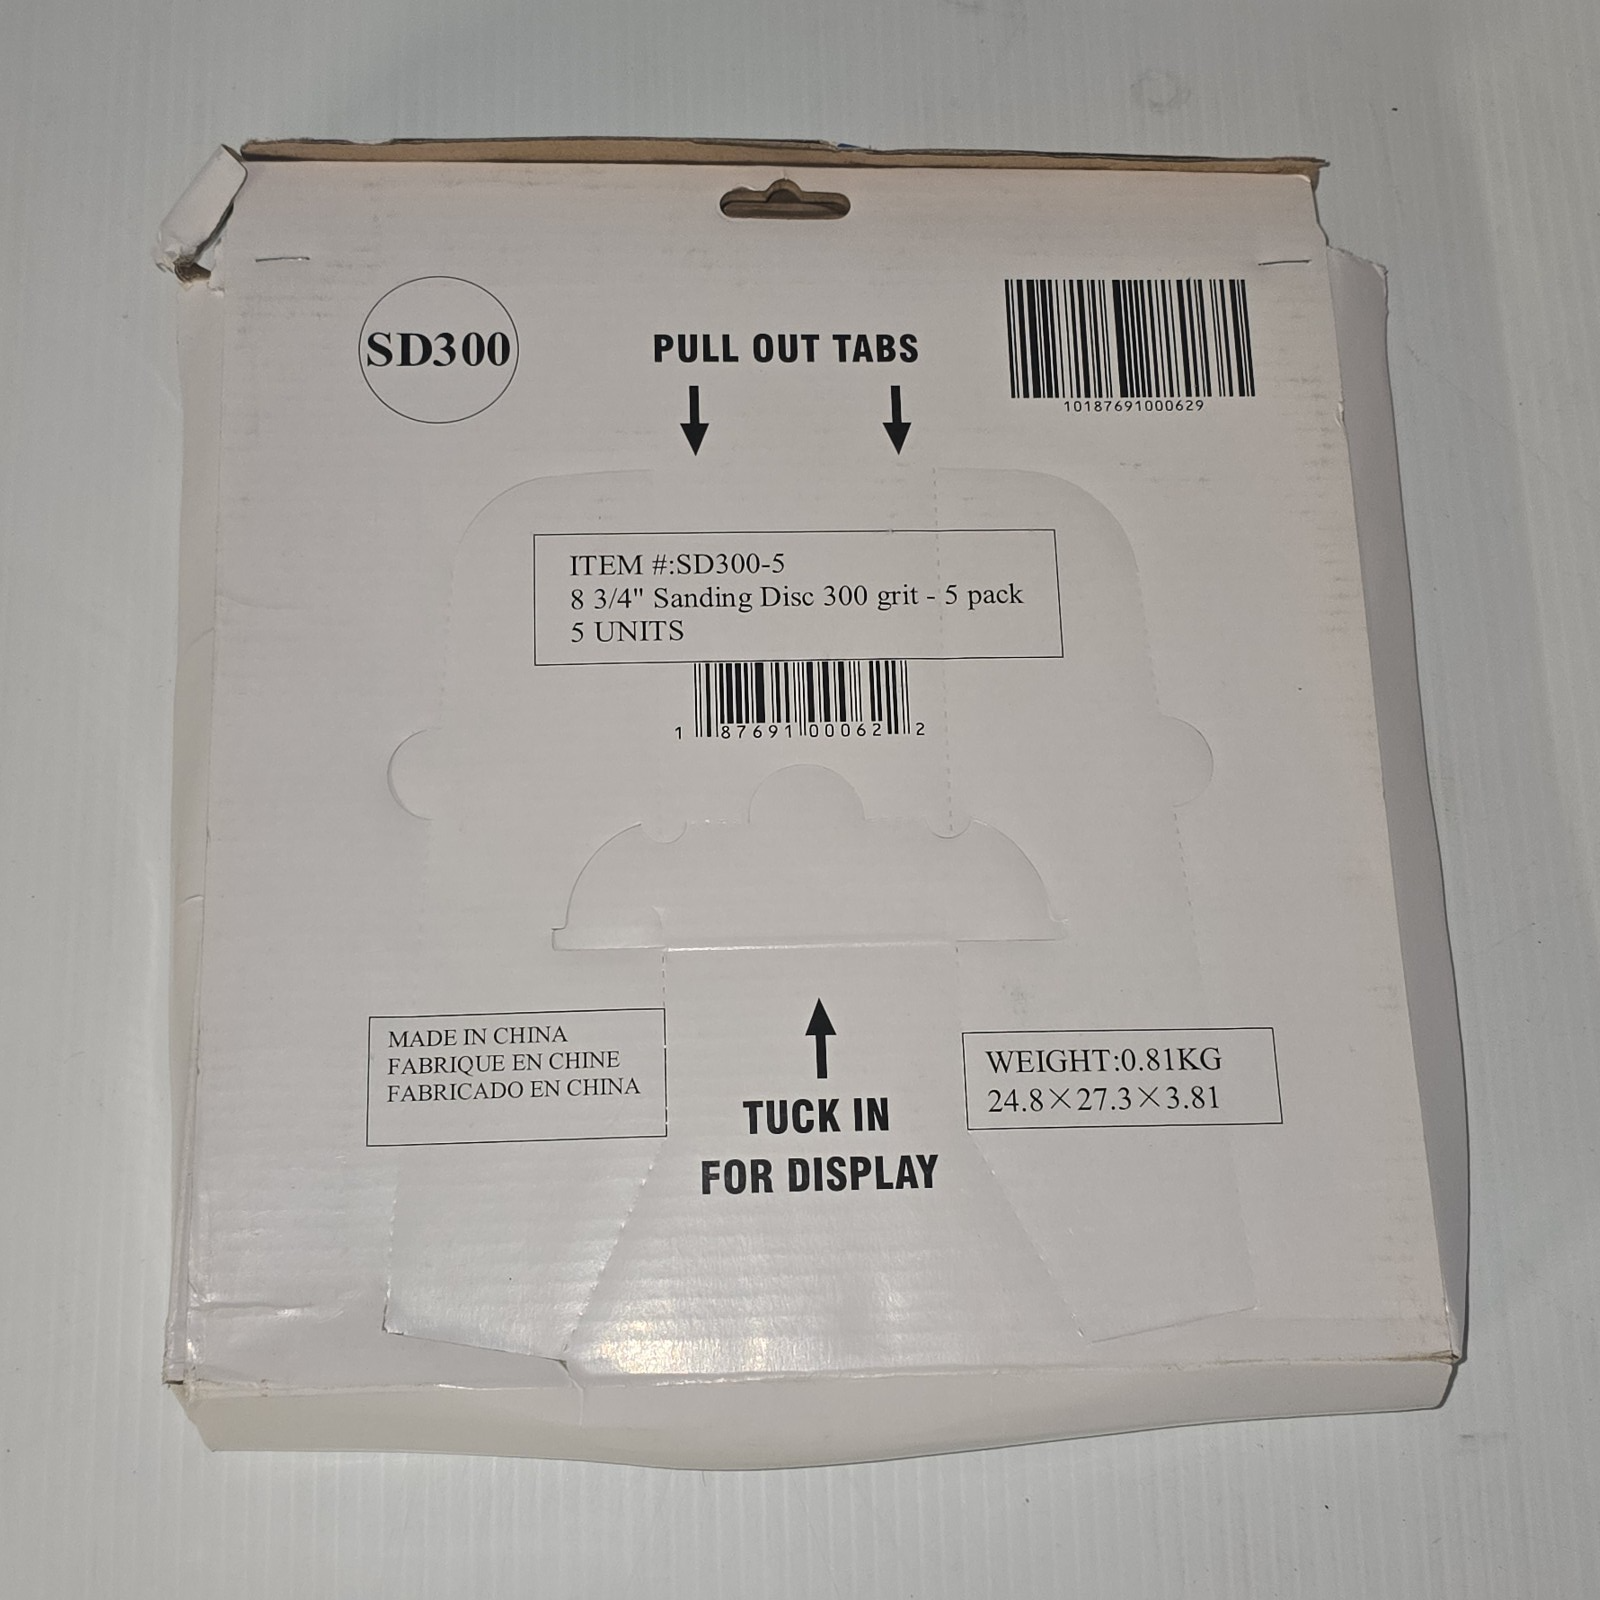 SD300
PULL OUT TABS
10187691000629
ITEM #:SD300-5
8 3/4" Sanding Disc 300 grit - 5 pack
5 UNITS
1 87691 00062 2
MADE IN CHINA
FABRIQUE EN CHINE
FABRICADO EN CHINA
TUCK IN
FOR DISPLAY
WEIGHT:0.81KG
24.8×27.3×3.81